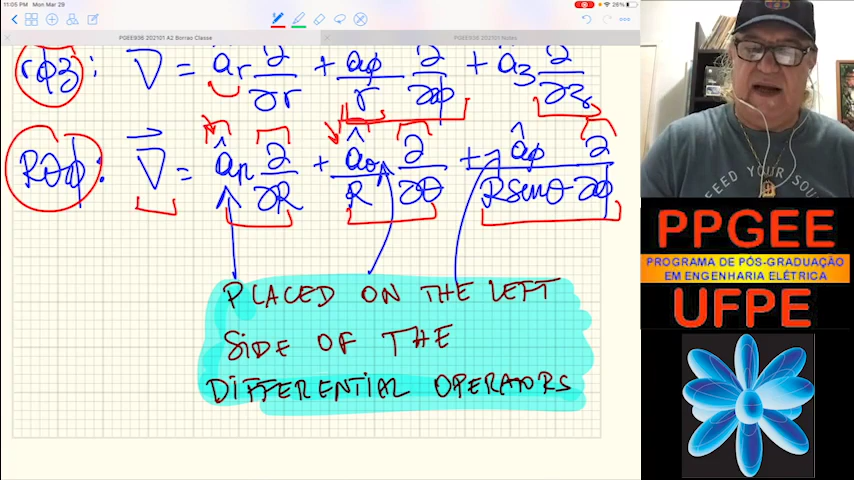 11:05 PM Mon Mar 29
26%
PGEE936 202101 A2 Borrao Classe
PGEE936 202101 Notes
rφz: ∇ = âr ∂/∂r + âφ/r ∂/∂φ + âz ∂/∂z
Rθφ: ∇ = âR ∂/∂R + âθ/R ∂/∂θ + âφ/(R senθ) ∂/∂φ
PLACED ON THE LEFT
SIDE OF THE
DIFFERENTIAL OPERATORS
FEED YOUR SOUL
PPGEE
PROGRAMA DE PÓS-GRADUAÇÃO
EM ENGENHARIA ELÉTRICA
UFPE